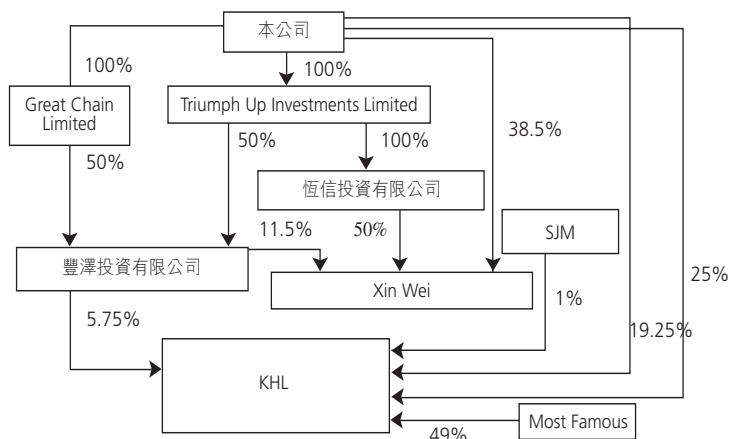 本公司
100%
100%
Great Chain
Limited
Triumph Up Investments Limited
50%
50%
100%
38.5%
恆信投資有限公司
11.5%
50%
SJM
豐澤投資有限公司
Xin Wei
25%
5.75%
1%
19.25%
KHL
Most Famous
49%